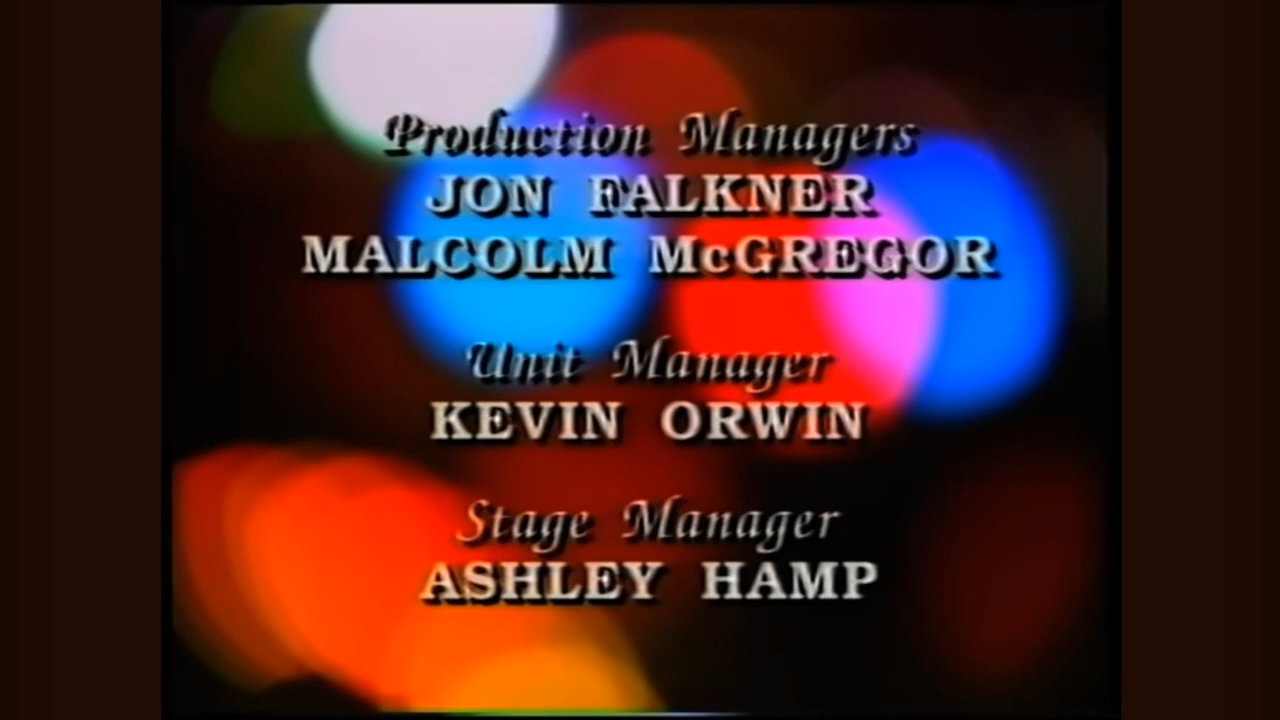 Production Managers
JON FALKNER
MALCOLM McGREGOR
Unit Manager
KEVIN ORWIN
Stage Manager
ASHLEY HAMP